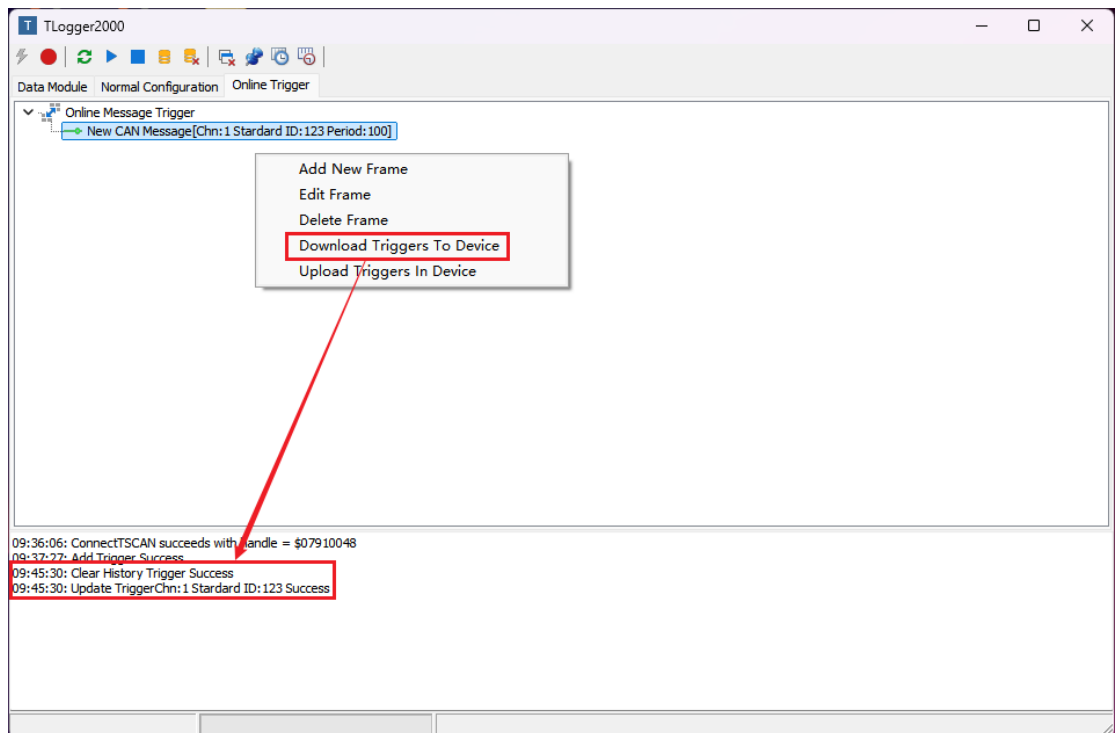 T TLogger2000
Data Module Normal Configuration Online Trigger
Online Message Trigger
New CAN Message[Chn:1 Stardard ID:123 Period:100]
Add New Frame
Edit Frame
Delete Frame
Download Triggers To Device
Upload Triggers In Device
09:36:06: ConnectTSCAN succeeds with handle = $07910048
09:37:27: Add Trigger Success
09:45:30: Clear History Trigger Success
09:45:30: Update TriggerChn:1 Stardard ID:123 Success